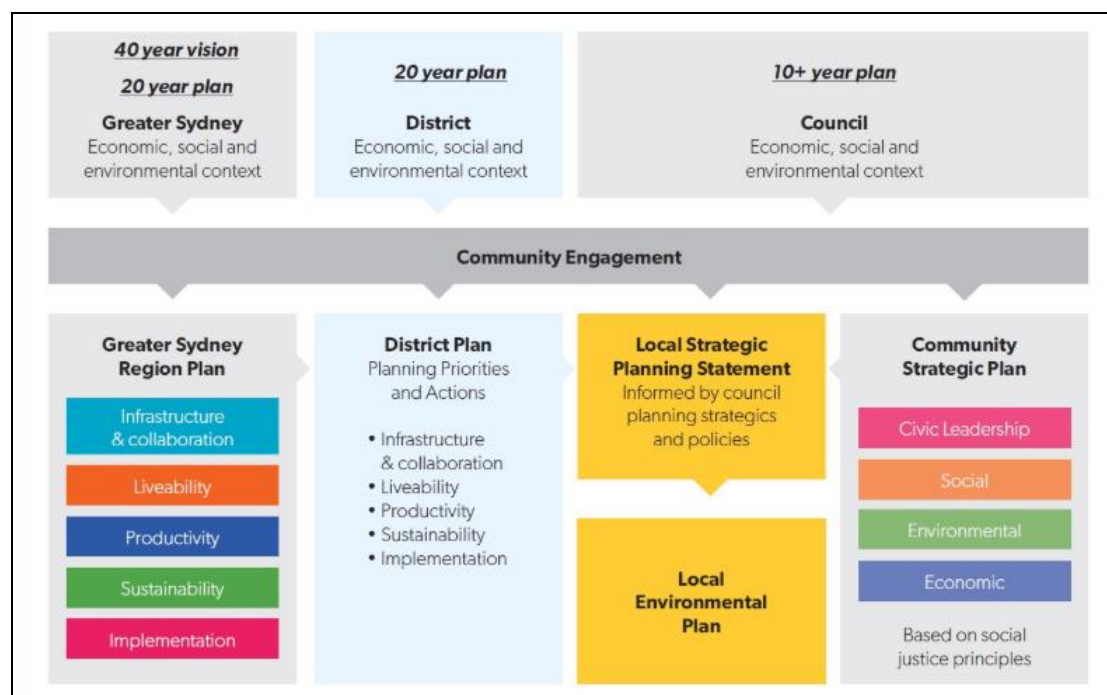 40 year vision
20 year plan
Greater Sydney
Economic, social and
environmental context
20 year plan
District
Economic, social and
environmental context
10+ year plan
Council
Economic, social and
environmental context
Community Engagement
Greater Sydney
Region Plan
Infrastructure
& collaboration
Liveability
Productivity
Sustainability
Implementation
District Plan
Planning Priorities
and Actions
• Infrastructure
& collaboration
• Liveability
• Productivity
• Sustainability
• Implementation
Local Strategic
Planning Statement
Informed by council
planning strategics
and policies
Local
Environmental
Plan
Community
Strategic Plan
Civic Leadership
Social
Environmental
Economic
Based on social
justice principles